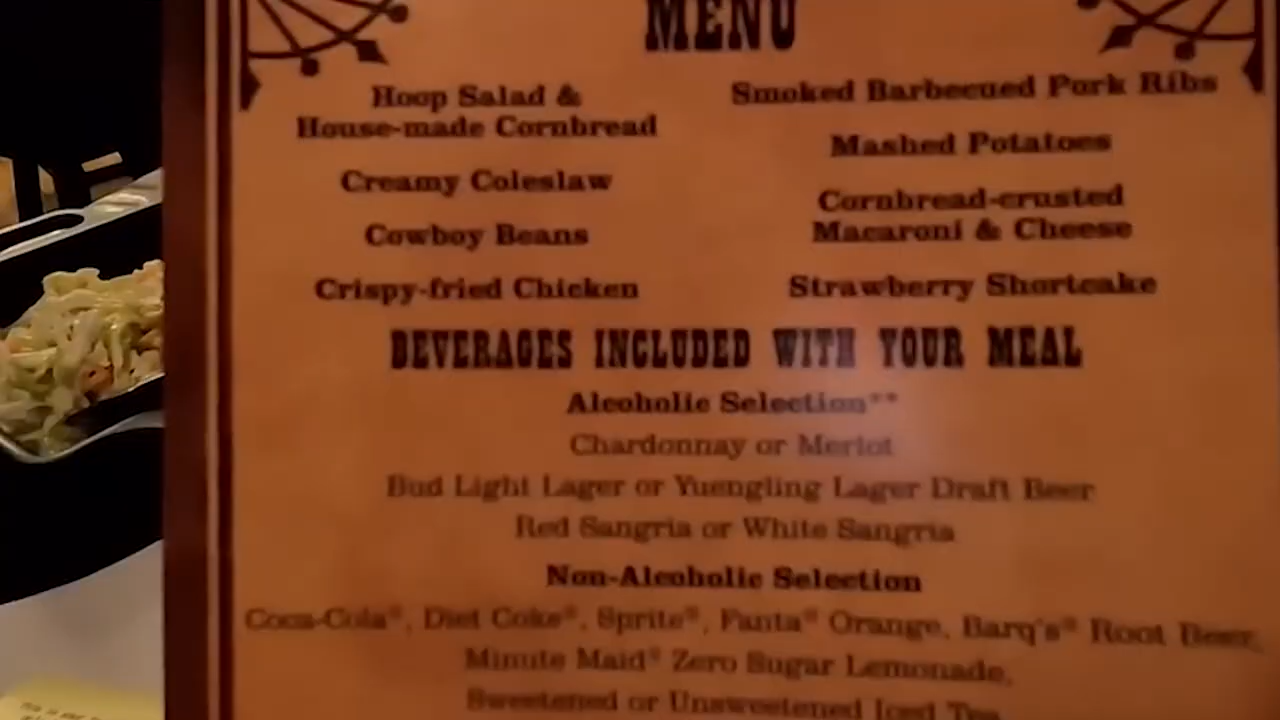 MENU
Hoop Salad &
House-made Cornbread
Creamy Coleslaw
Cowboy Beans
Crispy-fried Chicken
Smoked Barbecued Pork Ribs
Mashed Potatoes
Cornbread-crusted
Macaroni & Cheese
Strawberry Shortcake
BEVERAGES INCLUDED WITH YOUR MEAL
Alcoholic Selection**
Chardonnay or Merlot
Bud Light Lager or Yuengling Lager Draft Beer
Red Sangria or White Sangria
Non-Alcoholic Selection
Coca-Cola®, Diet Coke®, Sprite®, Fanta® Orange, Barq's® Root Beer,
Minute Maid® Zero Sugar Lemonade,
Sweetened or Unsweetened Iced Tea